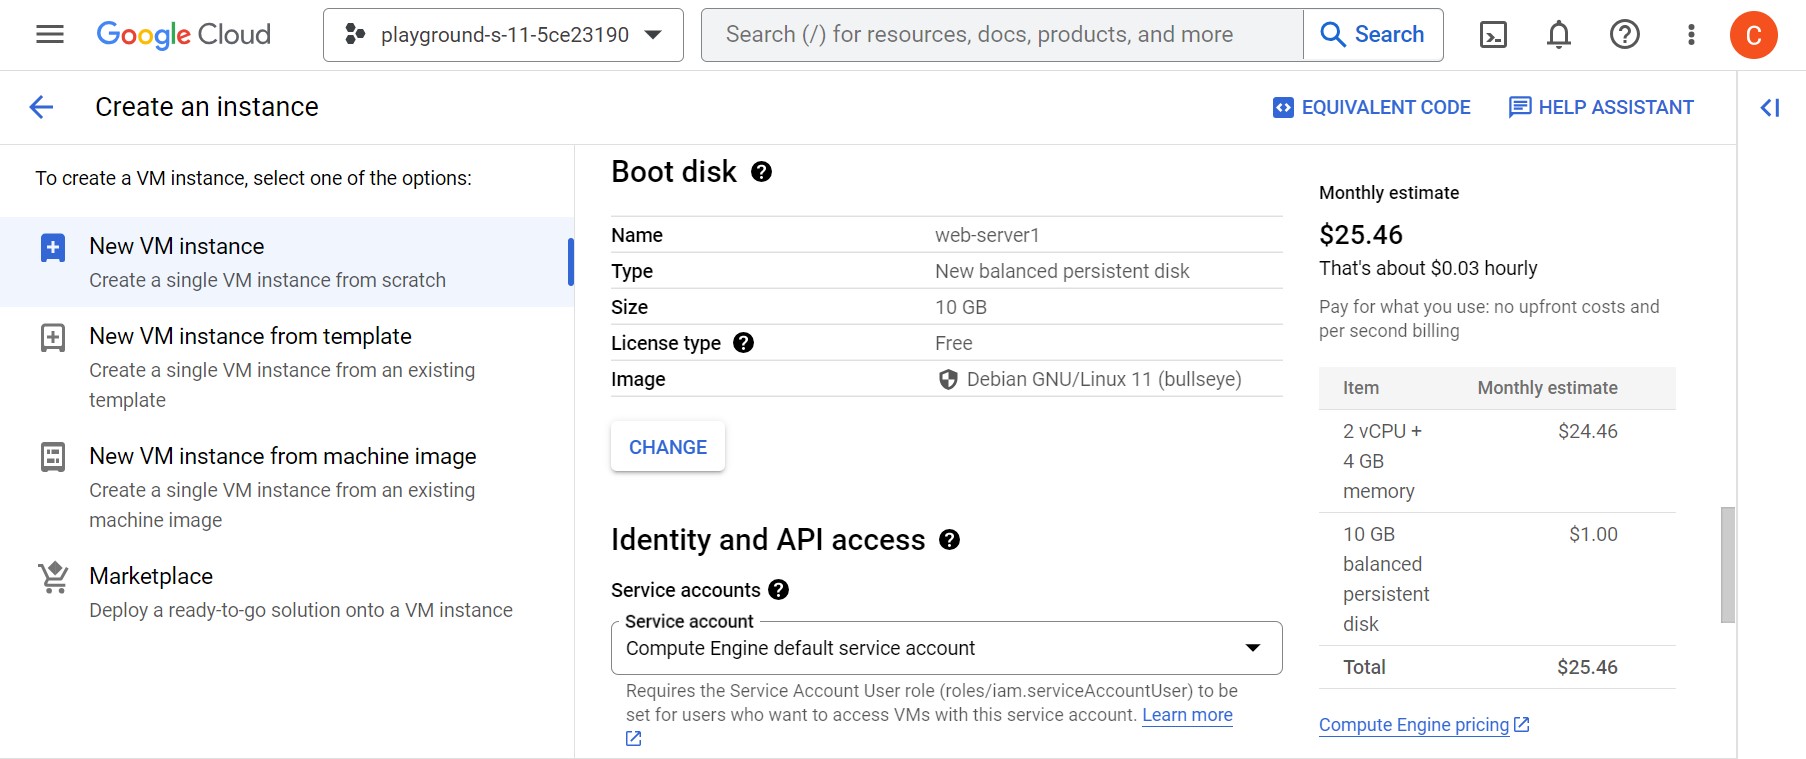 Google Cloud
playground-s-11-5ce23190
Search (/) for resources, docs, products, and more
Search
C
Create an instance
EQUIVALENT CODE
HELP ASSISTANT
To create a VM instance, select one of the options:
New VM instance
Create a single VM instance from scratch
New VM instance from template
Create a single VM instance from an existing
template
New VM instance from machine image
Create a single VM instance from an existing
machine image
Marketplace
Deploy a ready-to-go solution onto a VM instance
Boot disk
Name web-server1
Type New balanced persistent disk
Size 10 GB
License type Free
Image Debian GNU/Linux 11 (bullseye)
CHANGE
Identity and API access
Service accounts
Service account
Compute Engine default service account
Requires the Service Account User role (roles/iam.serviceAccountUser) to be
set for users who want to access VMs with this service account. Learn more
Monthly estimate
$25.46
That's about $0.03 hourly
Pay for what you use: no upfront costs and
per second billing
Item Monthly estimate
2 vCPU + $24.46
4 GB
memory
10 GB $1.00
balanced
persistent
disk
Total $25.46
Compute Engine pricing